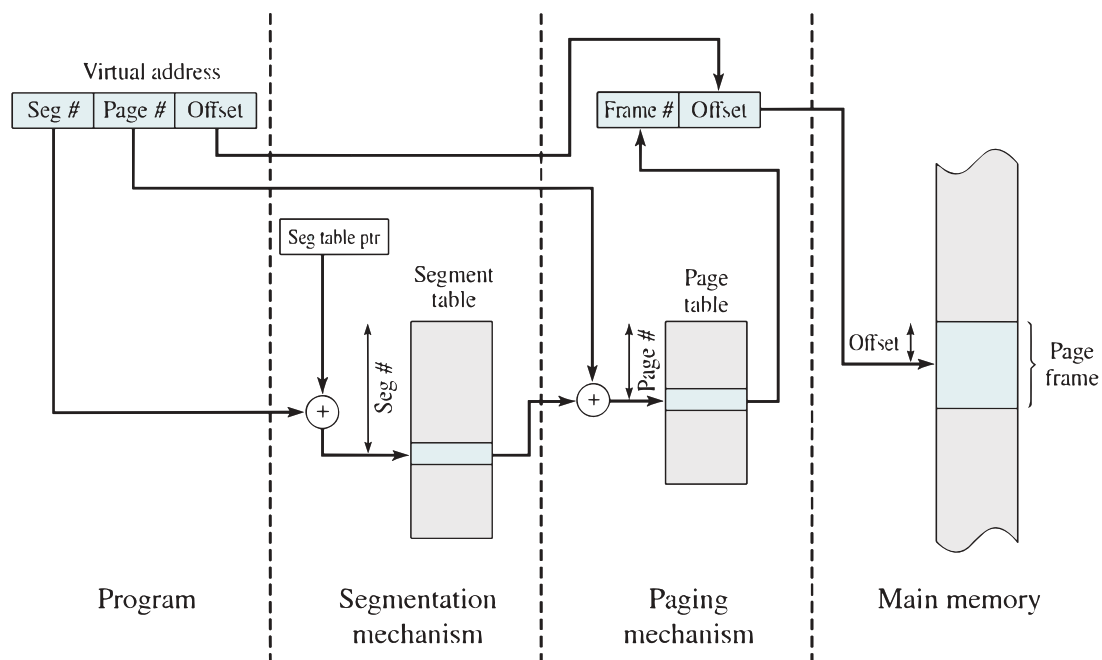 Virtual address
Seg # Page # Offset
Frame # Offset
Seg table ptr
Segment
table
Page
table
Seg #
Page #
+
+
Offset
Page
frame
Program
Segmentation
mechanism
Paging
mechanism
Main memory